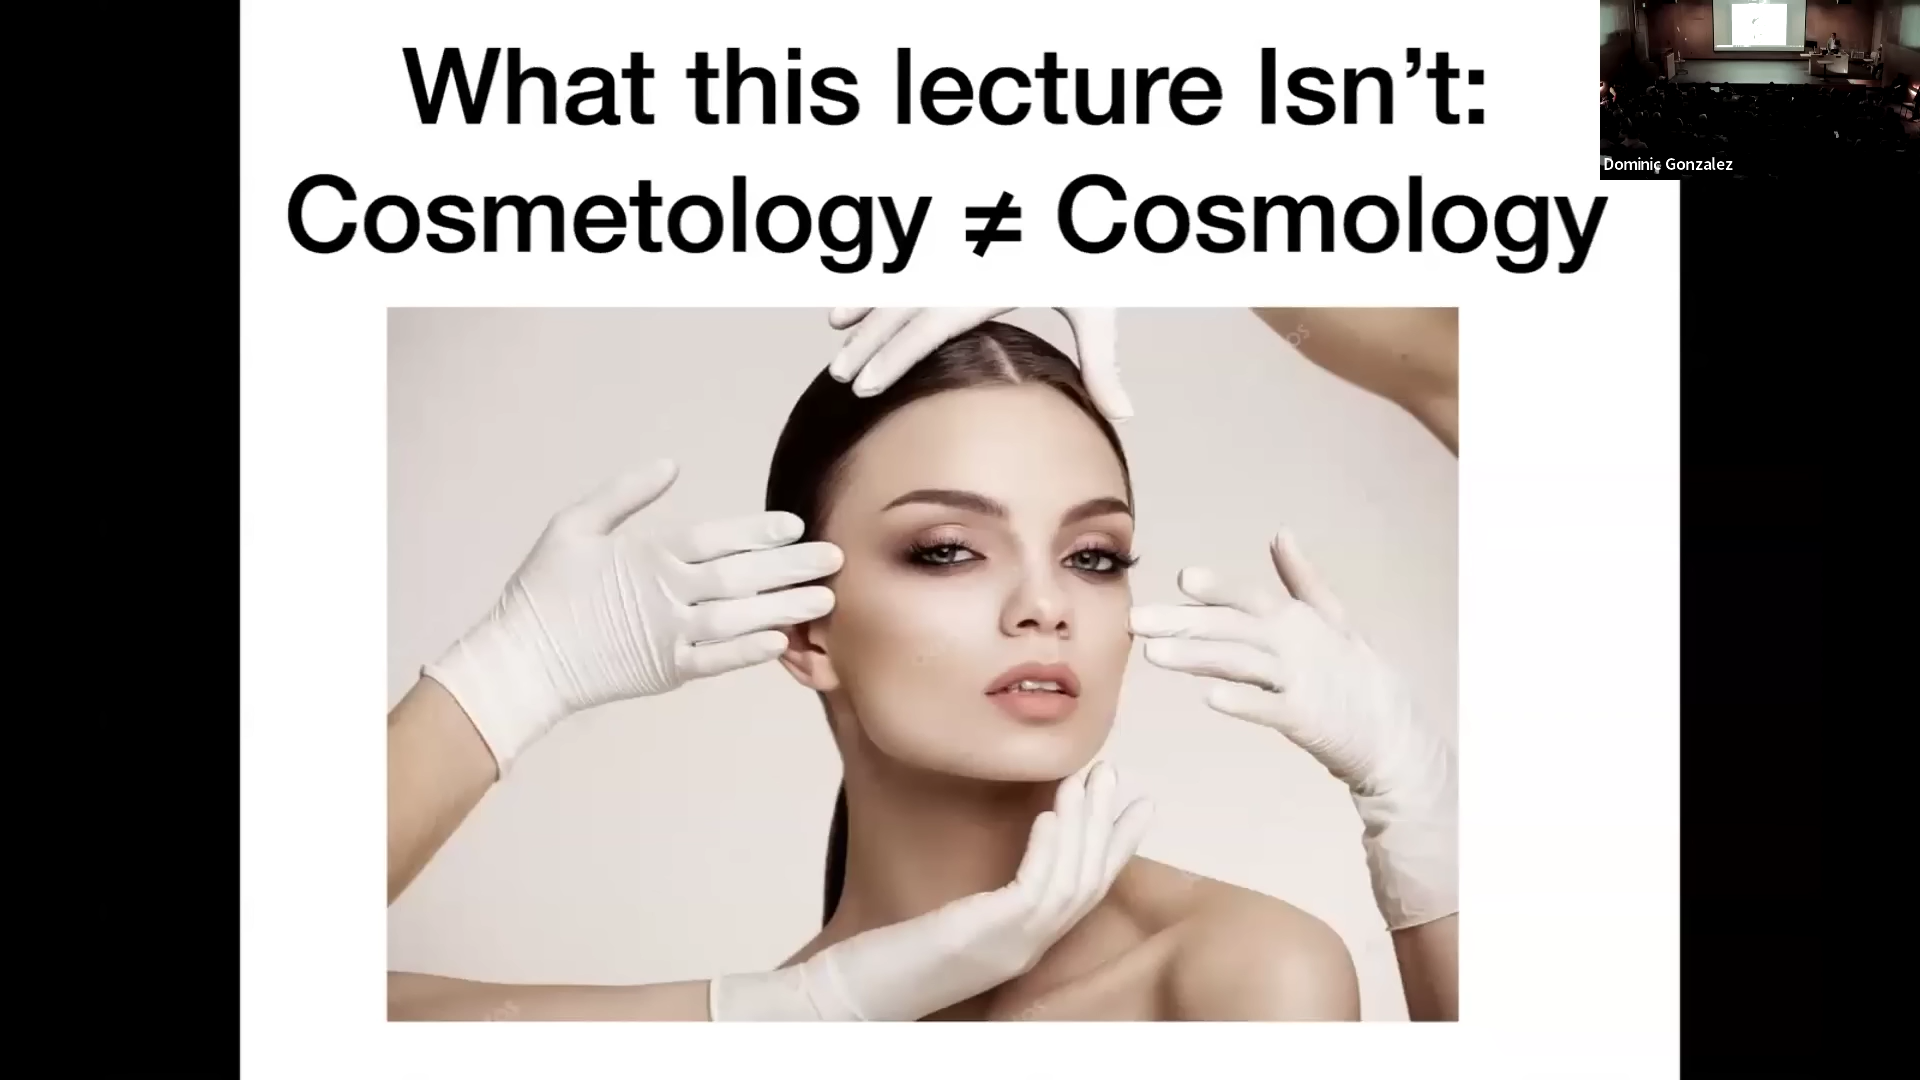 What this lecture Isn’t:
Cosmetology ≠ Cosmology
Dominic Gonzalez